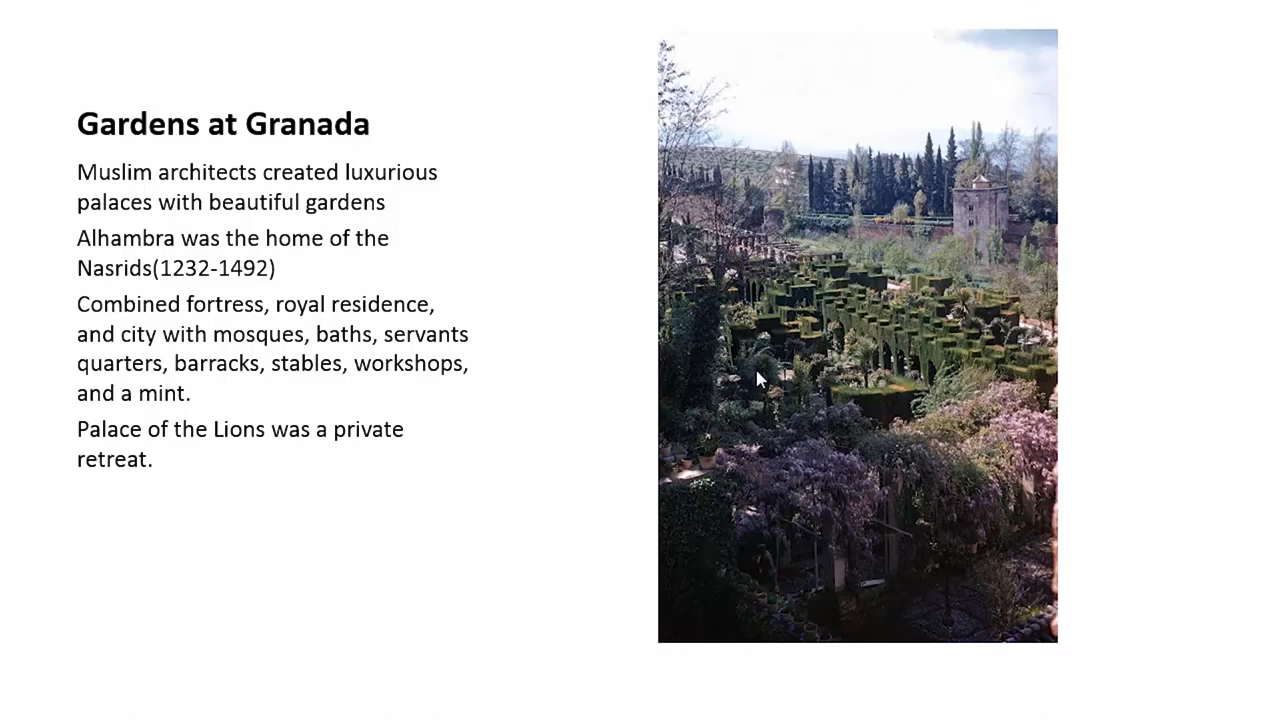 Gardens at Granada
Muslim architects created luxurious
palaces with beautiful gardens
Alhambra was the home of the
Nasrids(1232-1492)
Combined fortress, royal residence,
and city with mosques, baths, servants
quarters, barracks, stables, workshops,
and a mint.
Palace of the Lions was a private
retreat.